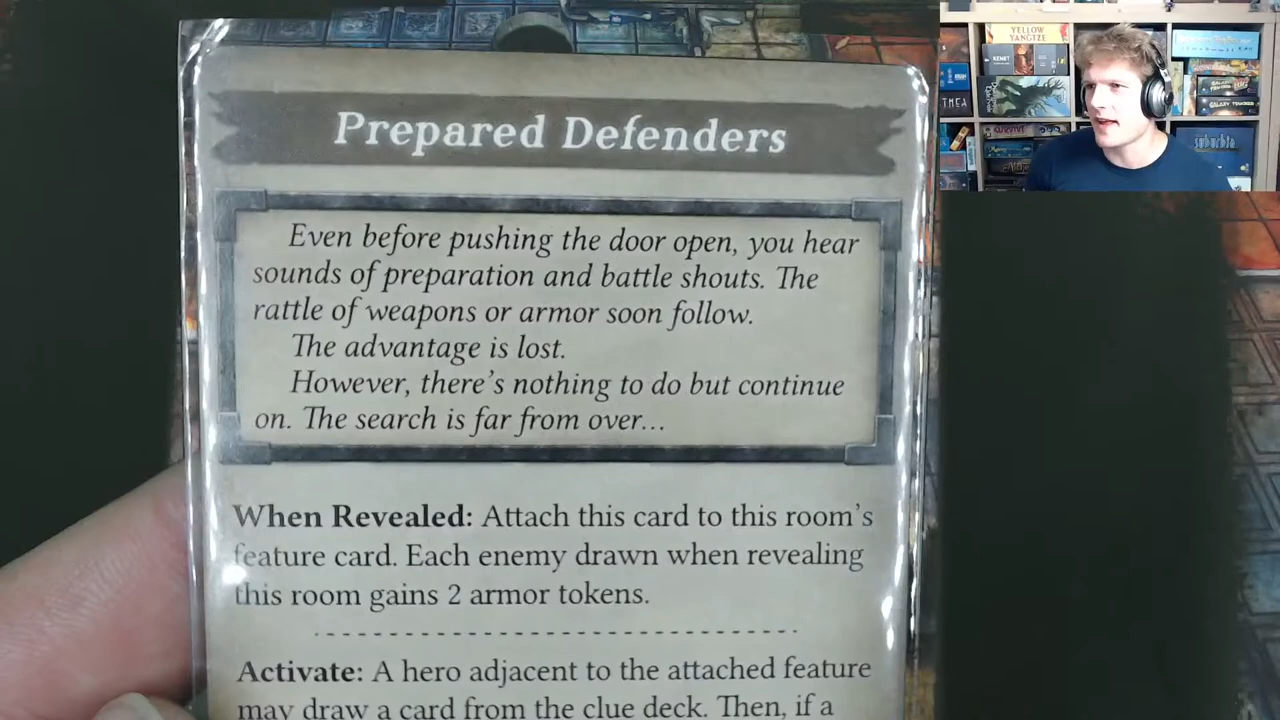 Prepared Defenders
Even before pushing the door open, you hear
sounds of preparation and battle shouts. The
rattle of weapons or armor soon follow.
The advantage is lost.
However, there's nothing to do but continue
on. The search is far from over…
When Revealed: Attach this card to this room's
feature card. Each enemy drawn when revealing
this room gains 2 armor tokens.
Activate: A hero adjacent to the attached feature
may draw a card from the clue deck. Then, if a
YELLOW
YANGTZE
KEMET
suburbia